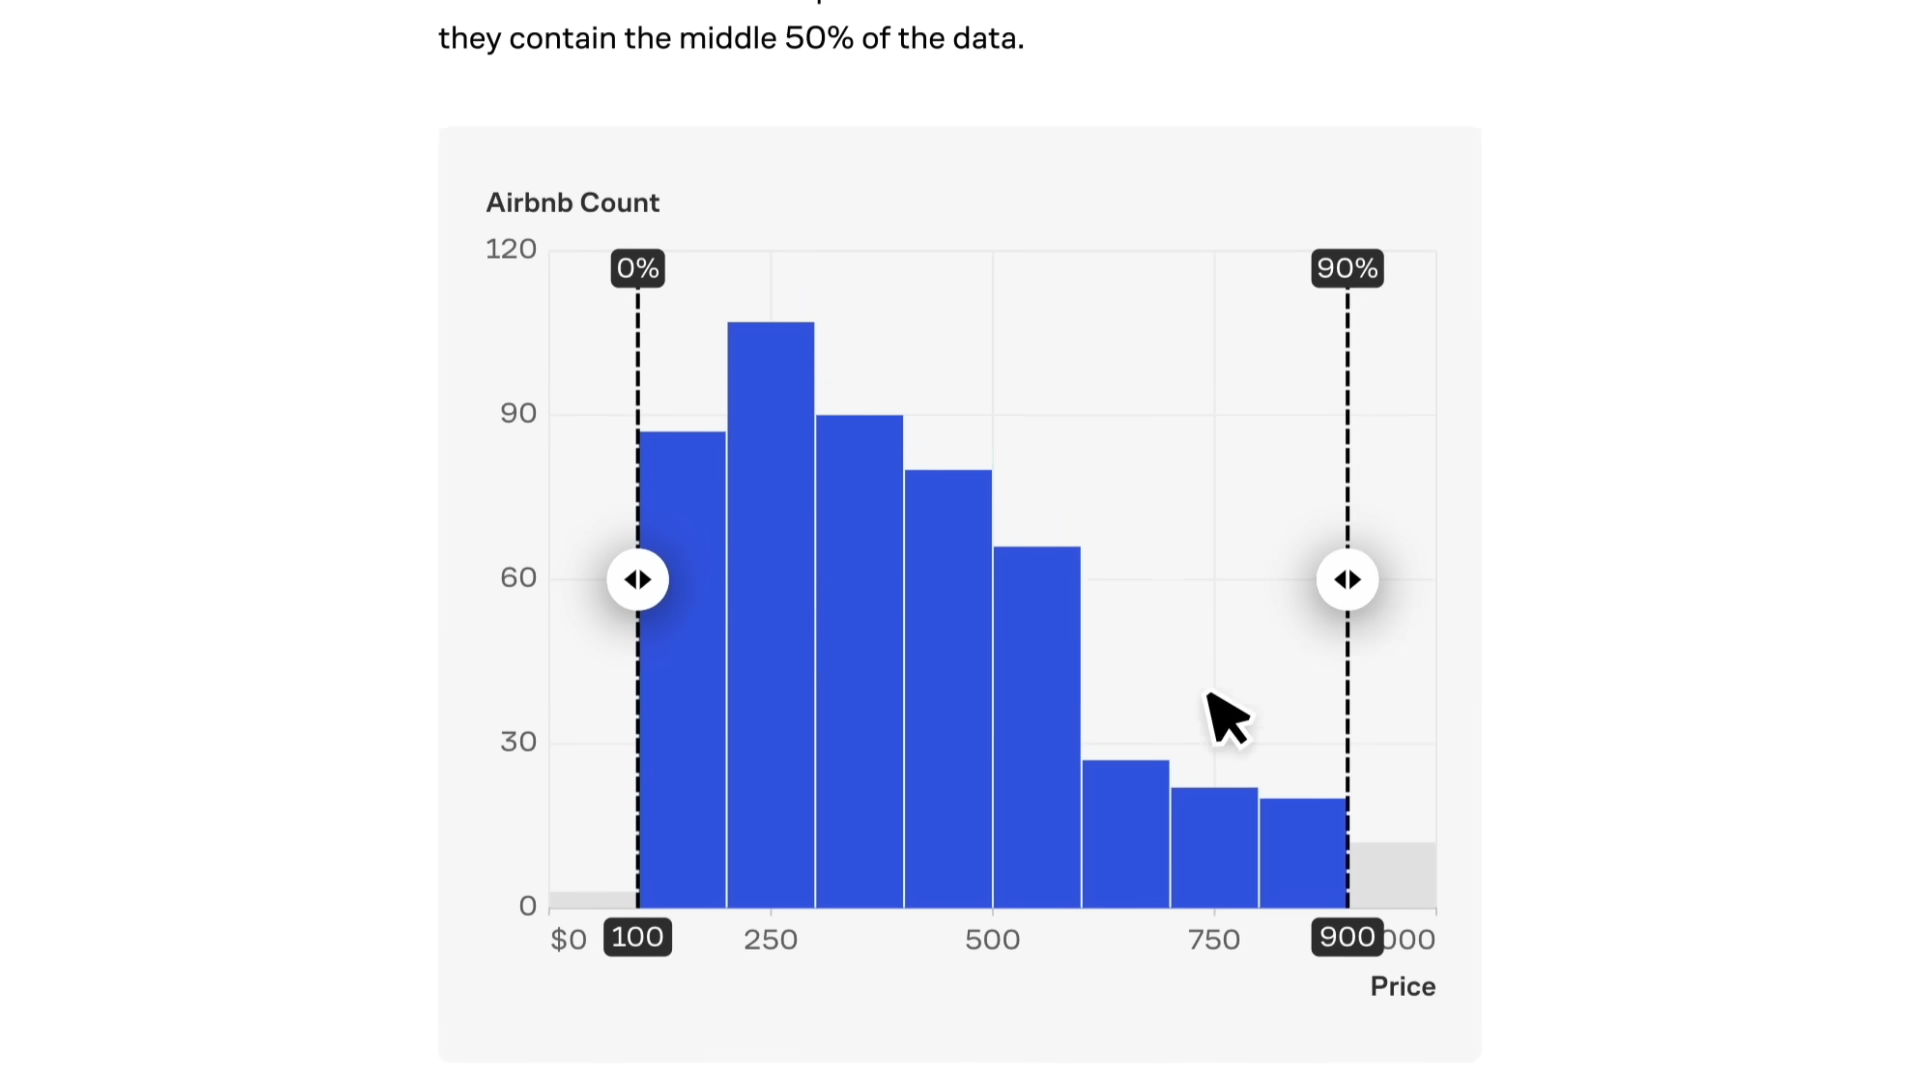 they contain the middle 50% of the data.
Airbnb Count
120
0%
90%
90
60
30
0
$0 100 250 500 750 900 000
Price